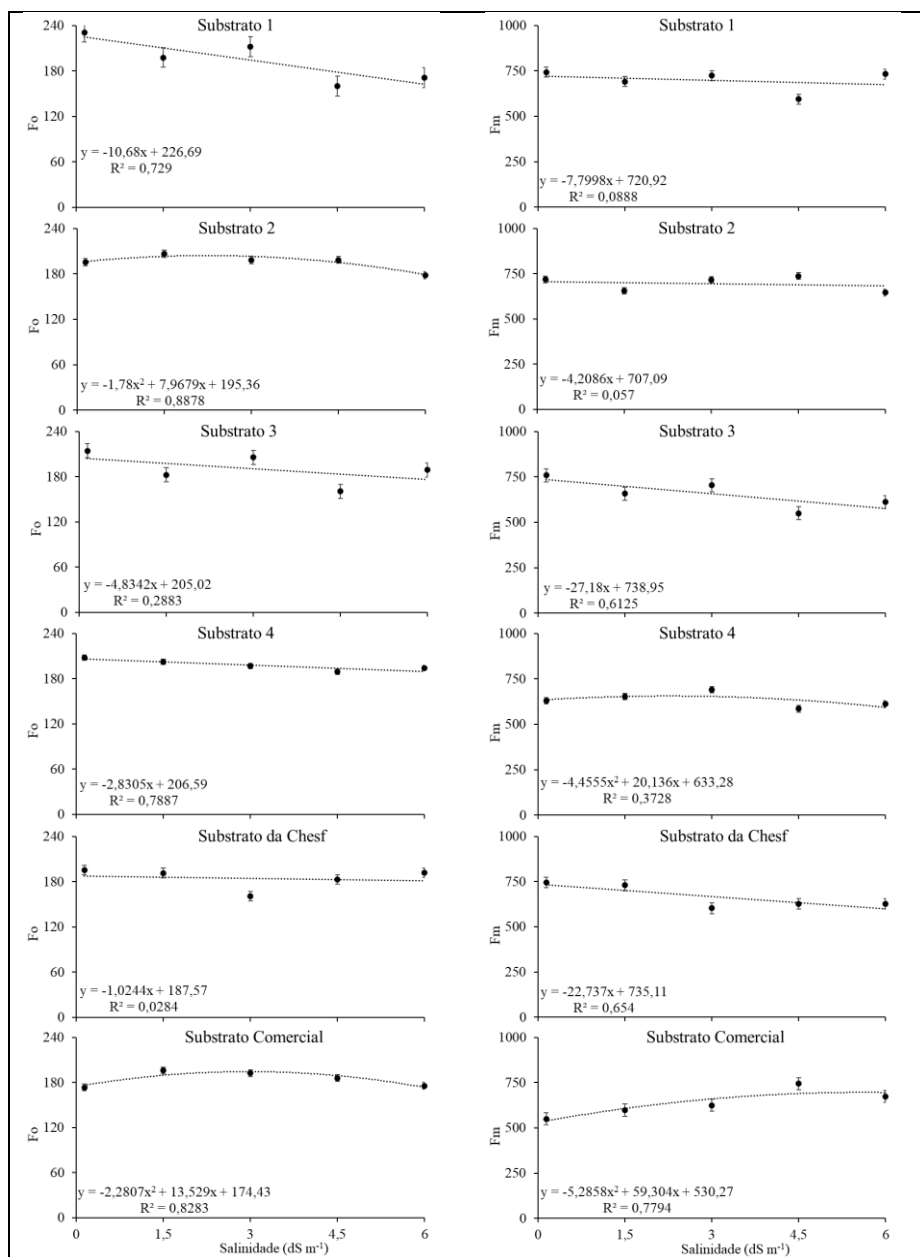 Substrato 1
240
180
120
60
0
Fo
y = -10,68x + 226,69
R² = 0,729
Substrato 1
1000
750
500
250
0
Fm
y = -7,7998x + 720,92
R² = 0,0888
Substrato 2
240
180
120
60
0
Fo
y = -1,78x² + 7,9679x + 195,36
R² = 0,8878
Substrato 2
1000
750
500
250
0
Fm
y = -4,2086x + 707,09
R² = 0,057
Substrato 3
240
180
120
60
0
Fo
y = -4,8342x + 205,02
R² = 0,2883
Substrato 3
1000
750
500
250
0
Fm
y = -27,18x + 738,95
R² = 0,6125
Substrato 4
240
180
120
60
0
Fo
y = -2,8305x + 206,59
R² = 0,7887
Substrato 4
1000
750
500
250
0
Fm
y = -4,4555x² + 20,136x + 633,28
R² = 0,3728
Substrato da Chesf
240
180
120
60
0
Fo
y = -1,0244x + 187,57
R² = 0,0284
Substrato da Chesf
1000
750
500
250
0
Fm
y = -22,737x + 735,11
R² = 0,654
Substrato Comercial
240
180
120
60
0
Fo
y = -2,2807x² + 13,529x + 174,43
R² = 0,8283
0 1,5 3 4,5 6
Salinidade (dS m⁻¹)
Substrato Comercial
1000
750
500
250
0
Fm
y = -5,2858x² + 59,304x + 530,27
R² = 0,7794
0 1,5 3 4,5 6
Salinidade (dS m⁻¹)